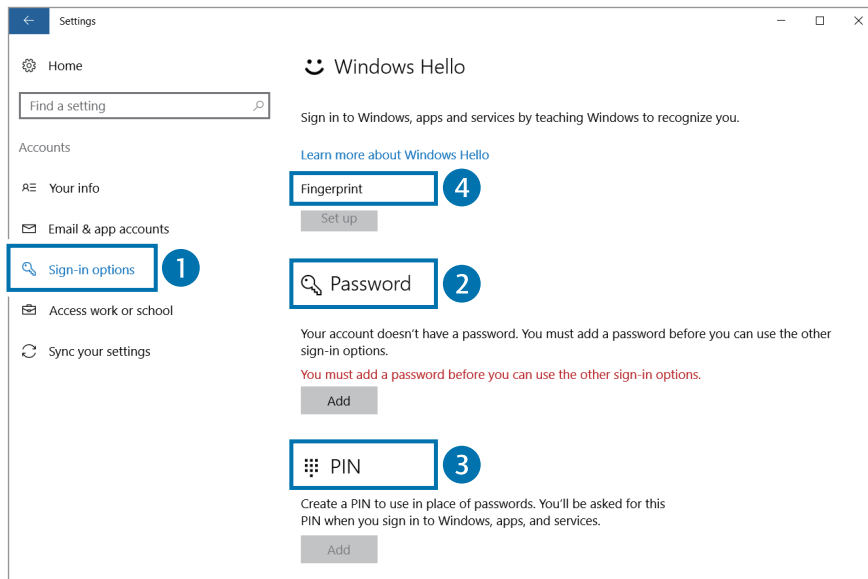 Settings
Home
Find a setting
Accounts
Your info
Email & app accounts
Sign-in options
1
Access work or school
Sync your settings
Windows Hello
Sign in to Windows, apps and services by teaching Windows to recognize you.
Learn more about Windows Hello
Fingerprint
4
Set up
Password
2
Your account doesn't have a password. You must add a password before you can use the other
sign-in options.
You must add a password before you can use the other sign-in options.
Add
PIN
3
Create a PIN to use in place of passwords. You'll be asked for this
PIN when you sign in to Windows, apps, and services.
Add